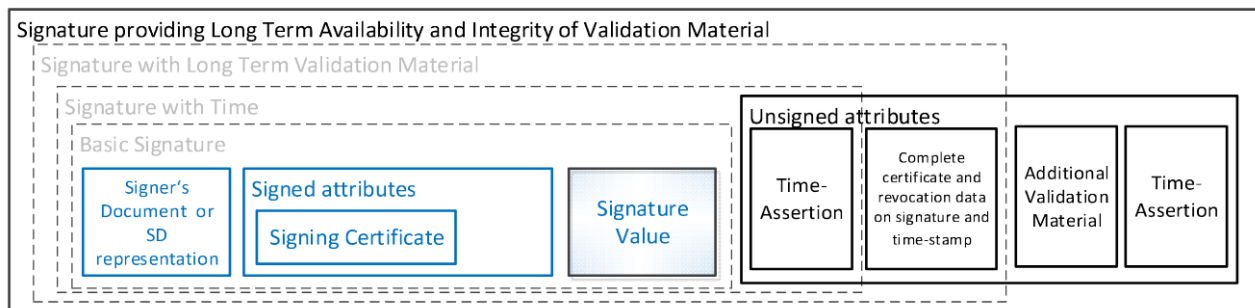 Signature providing Long Term Availability and Integrity of Validation Material
Signature with Long Term Validation Material
Signature with Time
Basic Signature
Signer‘s
Document or
SD
representation
Signed attributes
Signing Certificate
Signature
Value
Unsigned attributes
Time-
Assertion
Complete
certificate and
revocation data
on signature and
time-stamp
Additional
Validation
Material
Time-
Assertion